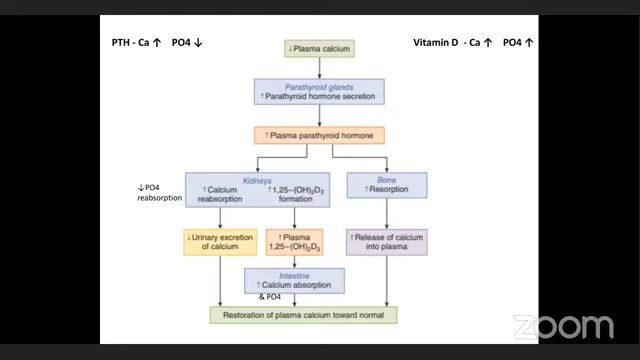 PTH - Ca ↑ PO4 ↓
Vitamin D - Ca ↑ PO4 ↑
↓Plasma calcium
Parathyroid glands
↑Parathyroid hormone secretion
↑Plasma parathyroid hormone
↓PO4
reabsorption
Kidneys
↑Calcium
reabsorption
↑1,25–(OH)₂D₃
formation
Bone
↑Resorption
↓Urinary excretion
of calcium
↑Plasma
1,25–(OH)₂D₃
↑Release of calcium
into plasma
Intestine
↑Calcium absorption
& PO4
Restoration of plasma calcium toward normal
zoom